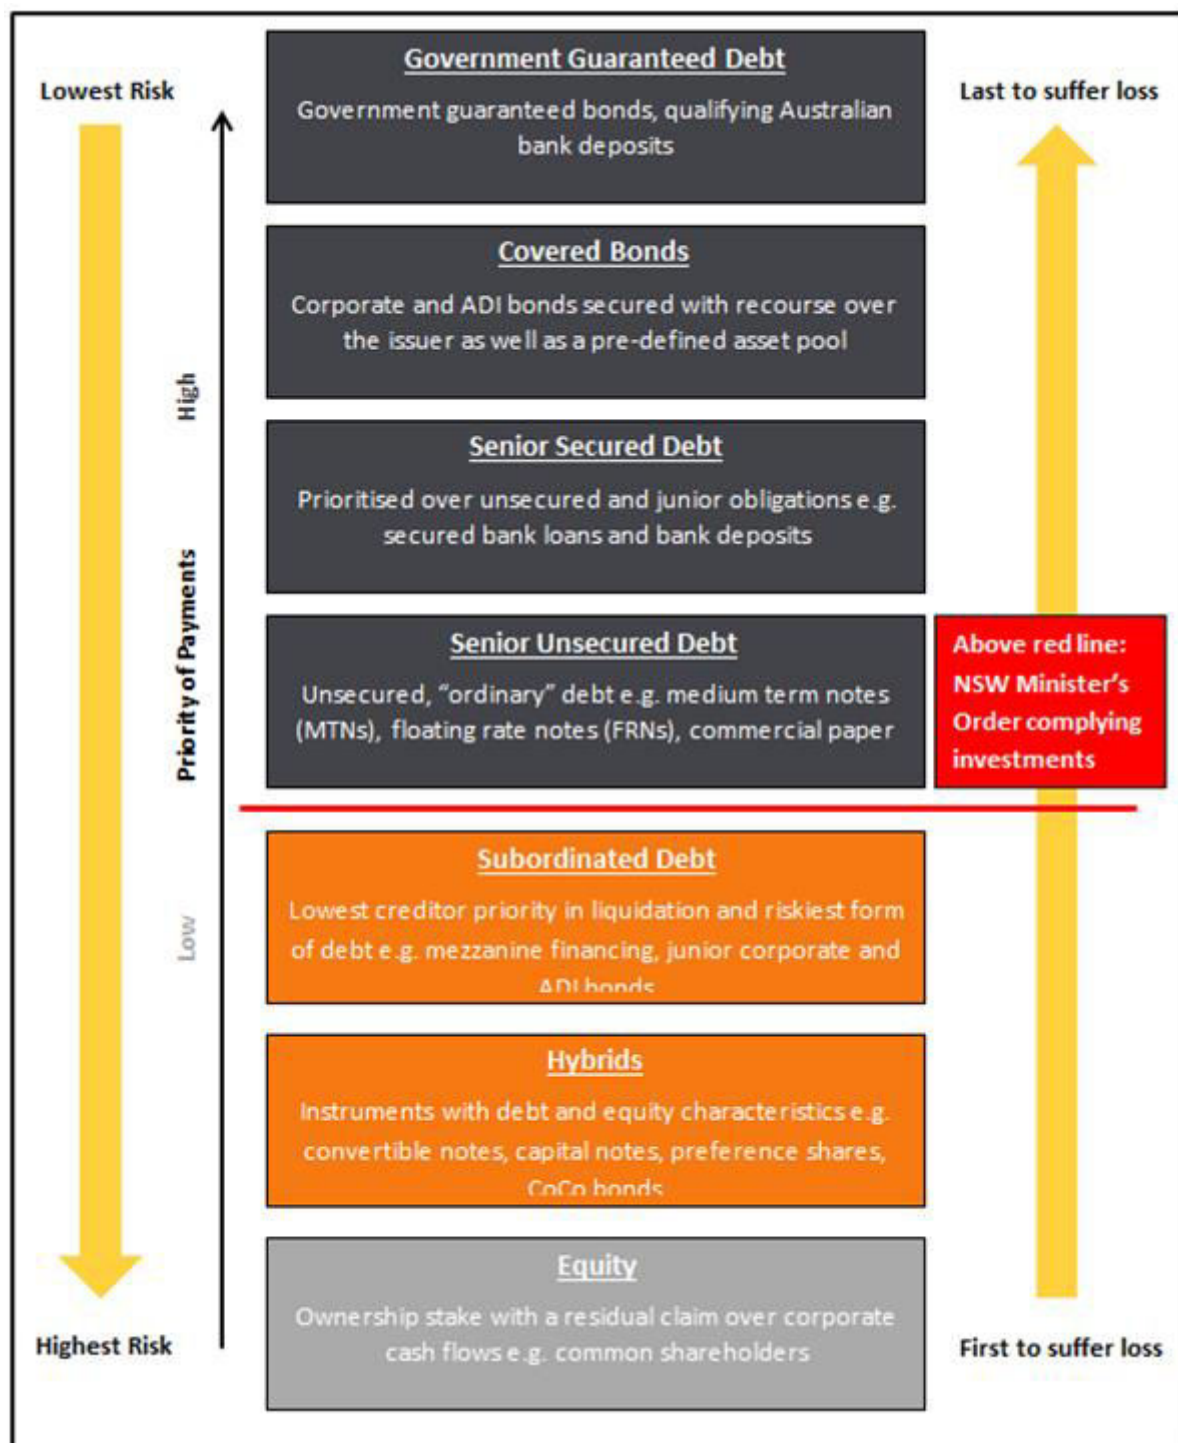 Lowest Risk
Last to suffer loss
Government Guaranteed Debt
Government guaranteed bonds, qualifying Australian
bank deposits
Covered Bonds
Corporate and ADI bonds secured with recourse over
the issuer as well as a pre-defined asset pool
High
Senior Secured Debt
Prioritised over unsecured and junior obligations e.g.
secured bank loans and bank deposits
Priority of Payments
Senior Unsecured Debt
Unsecured, “ordinary” debt e.g. medium term notes
(MTNs), floating rate notes (FRNs), commercial paper
Above red line:
NSW Minister’s
Order complying
investments
Subordinated Debt
Lowest creditor priority in liquidation and riskiest form
of debt e.g. mezzanine financing, junior corporate and
ADI bonds
Low
Hybrids
Instruments with debt and equity characteristics e.g.
convertible notes, capital notes, preference shares,
CoCo bonds
Equity
Ownership stake with a residual claim over corporate
cash flows e.g. common shareholders
Highest Risk
First to suffer loss